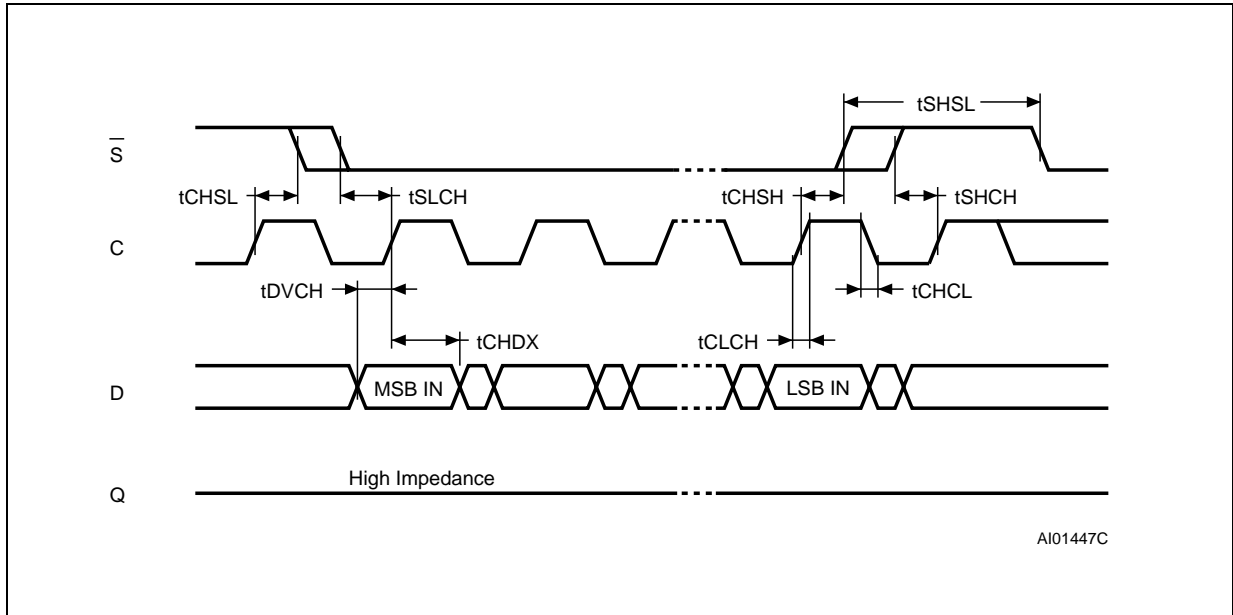 tSHSL
S̅
tCHSL
tSLCH
tCHSH
tSHCH
C
tDVCH
tCHCL
tCHDX
tCLCH
D
MSB IN
LSB IN
High Impedance
Q
AI01447C